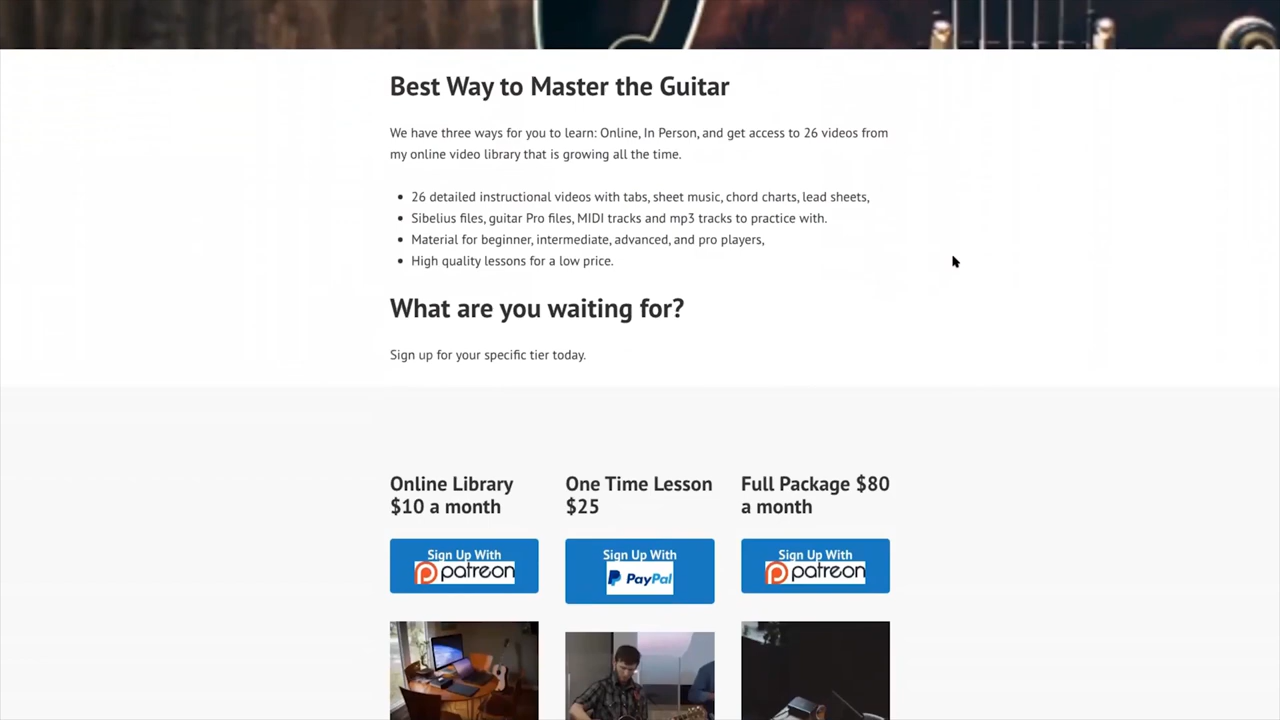 Best Way to Master the Guitar
We have three ways for you to learn: Online, In Person, and get access to 26 videos from
my online video library that is growing all the time.
26 detailed instructional videos with tabs, sheet music, chord charts, lead sheets,
Sibelius files, guitar Pro files, MIDI tracks and mp3 tracks to practice with.
Material for beginner, intermediate, advanced, and pro players,
High quality lessons for a low price.
What are you waiting for?
Sign up for your specific tier today.
Online Library
$10 a month
Sign Up With
patreon
One Time Lesson
$25
Sign Up With
PayPal
Full Package $80
a month
Sign Up With
patreon